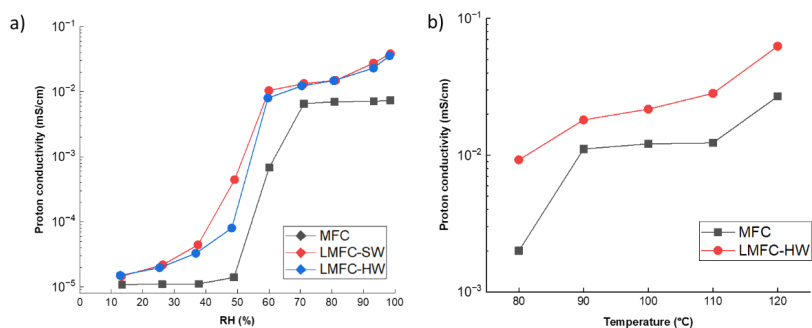 a)
Proton conductivity (mS/cm)
10⁻¹
10⁻²
10⁻³
10⁻⁴
10⁻⁵
0 10 20 30 40 50 60 70 80 90 100
RH (%)
MFC
LMFC-SW
LMFC-HW
b)
Proton conductivity (mS/cm)
10⁻¹
10⁻²
10⁻³
80 90 100 110 120
Temperature (°C)
MFC
LMFC-HW